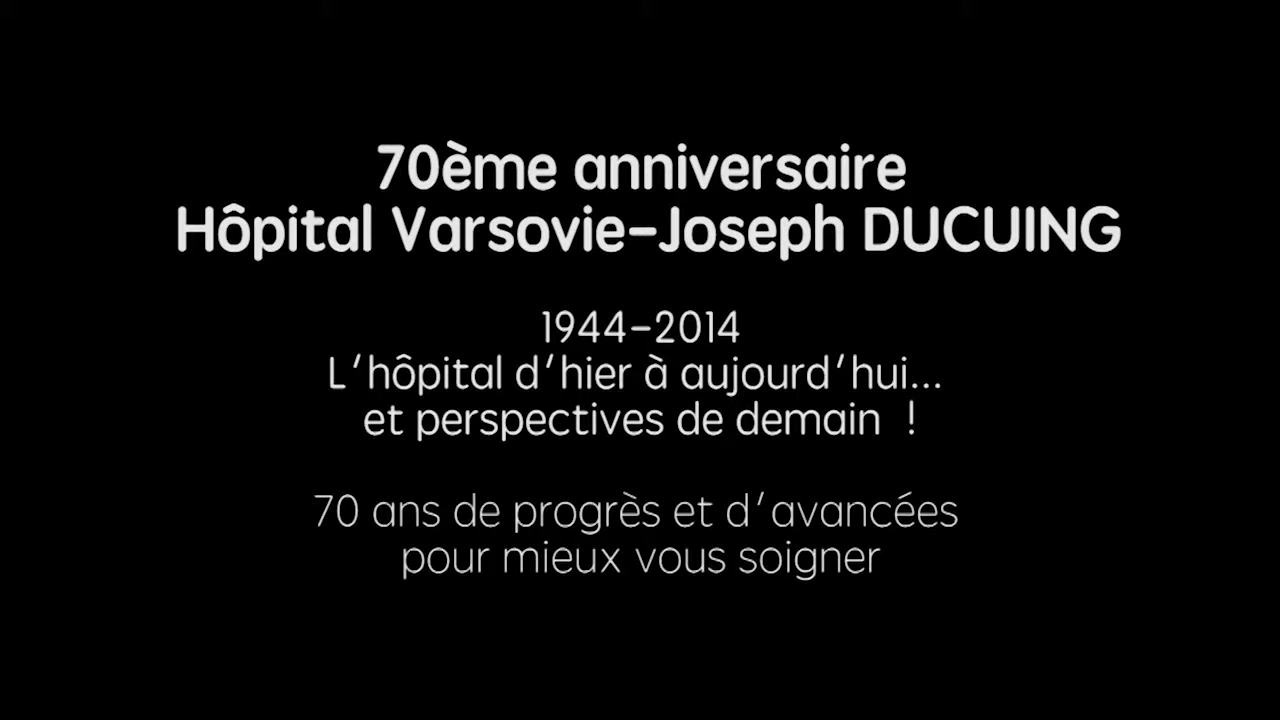 70ème anniversaire
Hôpital Varsovie-Joseph DUCUING
1944-2014
L'hôpital d'hier à aujourd'hui...
et perspectives de demain !
70 ans de progrès et d'avancées
pour mieux vous soigner